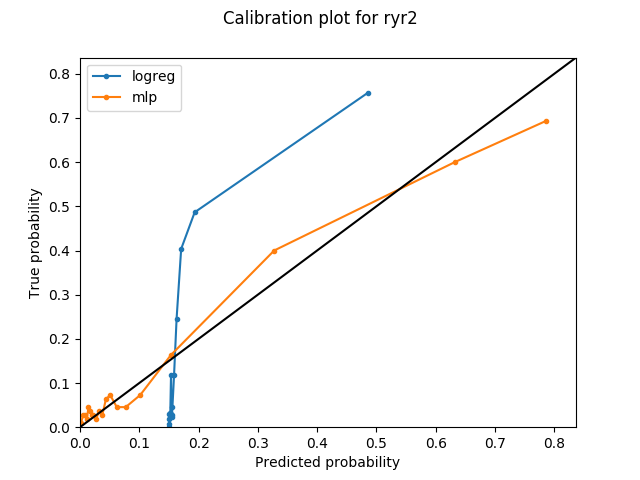 Calibration plot for ryr2
logreg
mlp
True probability
0.8
0.7
0.6
0.5
0.4
0.3
0.2
0.1
0.0
0.0 0.1 0.2 0.3 0.4 0.5 0.6 0.7 0.8
Predicted probability